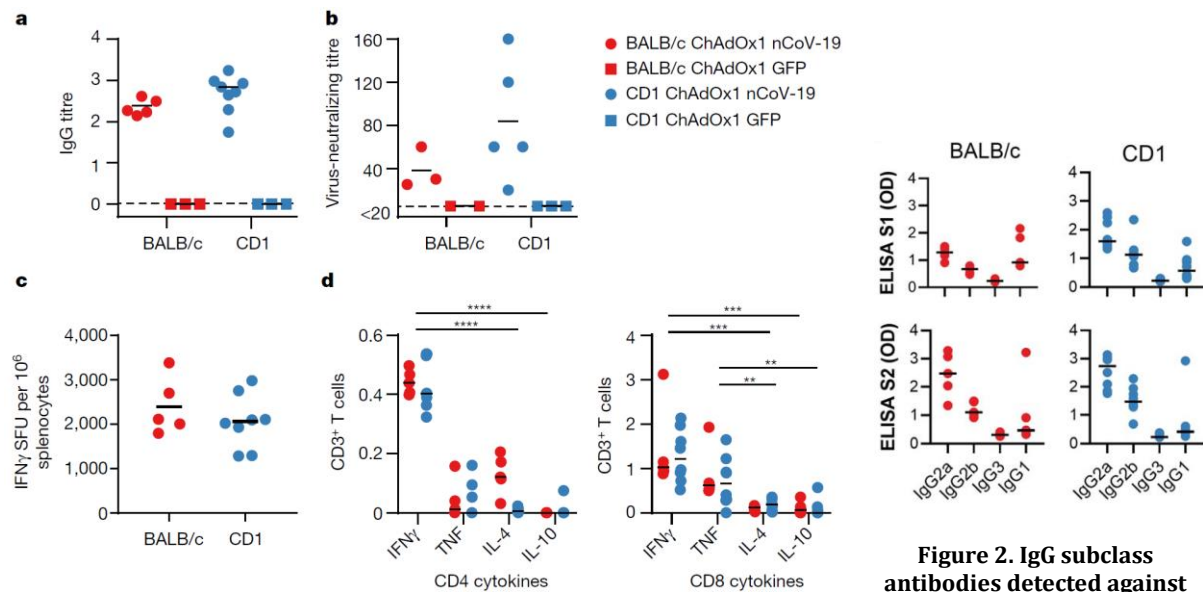 a
IgG titre
4
3
2
1
0
BALB/c CD1
b
Virus-neutralizing titre
160
120
80
40
<20
BALB/c CD1
BALB/c ChAdOx1 nCoV-19
BALB/c ChAdOx1 GFP
CD1 ChAdOx1 nCoV-19
CD1 ChAdOx1 GFP
c
IFNγ SFU per 10⁶
splenocytes
4,000
3,000
2,000
1,000
0
BALB/c CD1
d
CD3⁺ T cells
0.6
0.4
0.2
0
****
****
IFNγ TNF IL-4 IL-10
CD4 cytokines
CD3⁺ T cells
4
3
2
1
0
***
***
**
**
IFNγ TNF IL-4 IL-10
CD8 cytokines
BALB/c CD1
ELISA S1 (OD)
4
3
2
1
0
4
3
2
1
0
ELISA S2 (OD)
4
3
2
1
0
4
3
2
1
0
IgG2a IgG2b IgG3 IgG1
IgG2a IgG2b IgG3 IgG1
Figure 2. IgG subclass
antibodies detected against